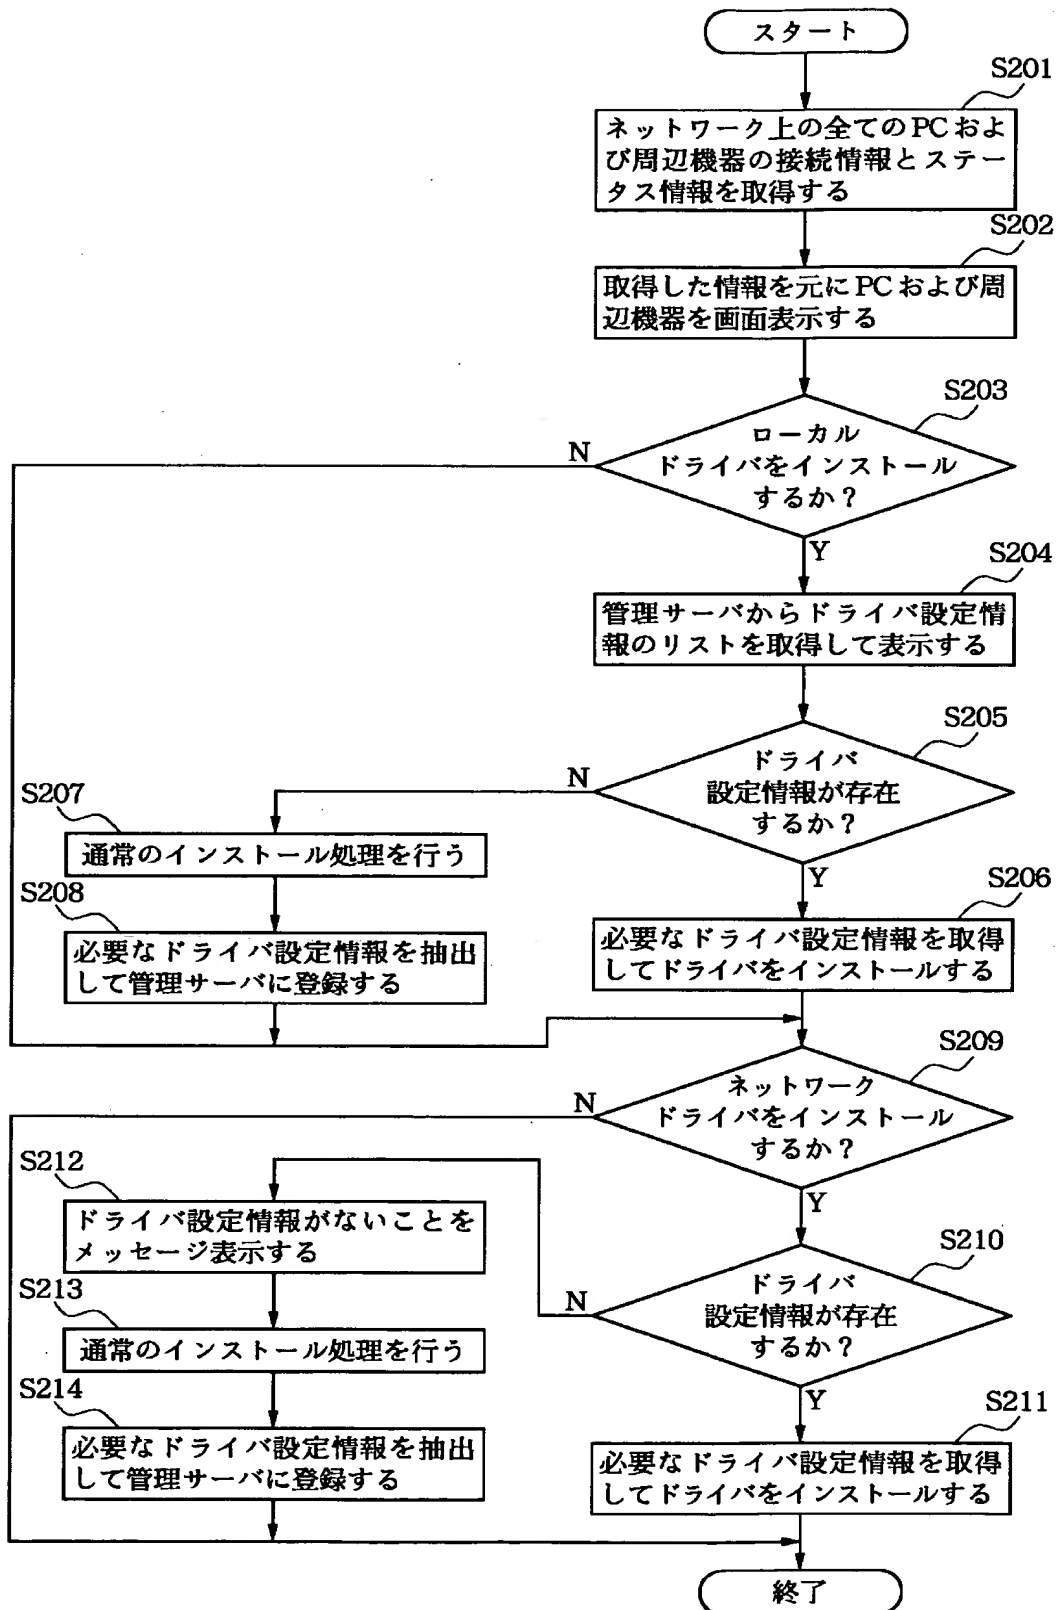 スタート
S201
ネットワーク上の全てのPCおよ
び周辺機器の接続情報とステー
タス情報を取得する
S202
取得した情報を元にPCおよび周
辺機器を画面表示する
S203
ローカル
ドライバをインストール
するか？
N
Y
S204
管理サーバからドライバ設定情
報のリストを取得して表示する
S205
ドライバ
設定情報が存在
するか？
N
Y
S207
通常のインストール処理を行う
S208
必要なドライバ設定情報を抽出
して管理サーバに登録する
S206
必要なドライバ設定情報を取得
してドライバをインストールする
S209
ネットワーク
ドライバをインストール
するか？
N
Y
S212
ドライバ設定情報がないことを
メッセージ表示する
S210
ドライバ
設定情報が存在
するか？
N
Y
S213
通常のインストール処理を行う
S214
必要なドライバ設定情報を抽出
して管理サーバに登録する
S211
必要なドライバ設定情報を取得
してドライバをインストールする
終了